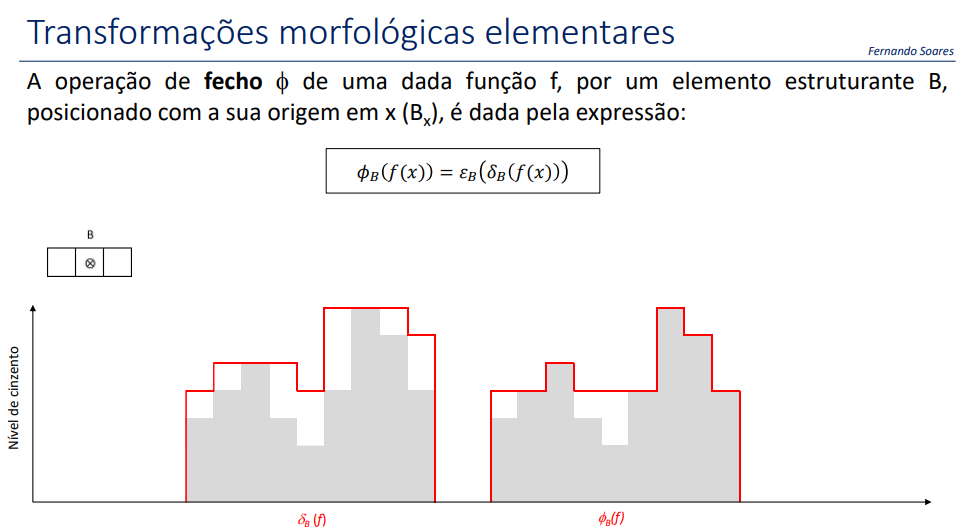 Transformações morfológicas elementares
Fernando Soares
A operação de fecho ϕ de uma dada função f, por um elemento estruturante B,
posicionado com a sua origem em x (Bx), é dada pela expressão:
𝜙B(f(x)) = εB(δB(f(x)))
B
Nível de cinzento
δB (f)
ϕB(f)